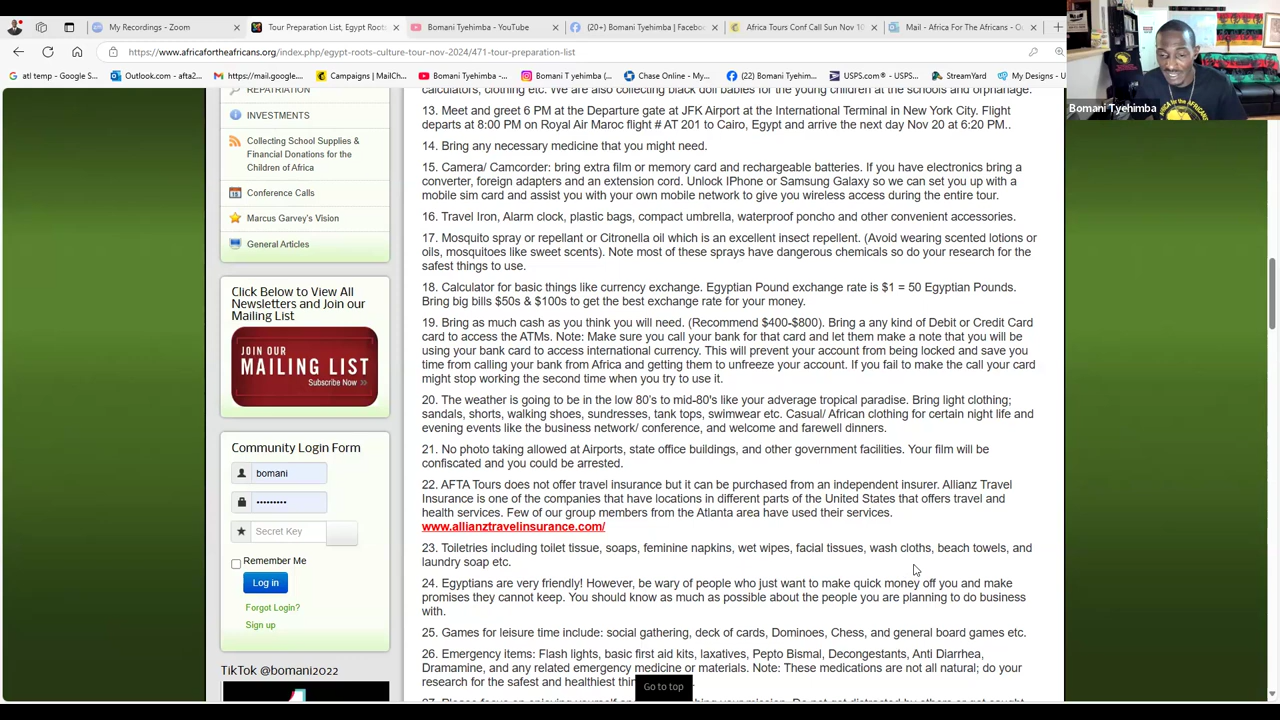 My Recordings - Zoom
Tour Preparation List, Egypt Ro
Bomani Tyehimba - YouTube
(20+) Bomani Tyehimba | Facebook
Africa Tours Conf Call Sun Nov 10
Mail - Africa For The Africans - O
https://www.africafortheafricans.org/index.php/egypt-roots-culture-tour-nov-2024/471-tour-preparation-list
atl temp - Google S...
Outlook.com - afta2...
https://mail.google....
Campaigns | MailCh...
Bomani Tyehimba -...
Bomani T yehimba (...
Chase Online - My...
(22) Bomani Tyehim...
USPS.com® - USPS...
StreamYard
My Designs - U...
Bomani Tyehimba
REPATRIATION
INVESTMENTS
Collecting School Supplies &
Financial Donations for the
Children of Africa
Conference Calls
Marcus Garvey's Vision
General Articles
Click Below to View All
Newsletters and Join our
Mailing List
JOIN OUR
MAILING LIST
Subscribe Now
Community Login Form
bomani
Secret Key
Remember Me
Log in
Forgot Login?
Sign up
TikTok @bomani2022
calculators, clothing etc. We are also collecting black doll babies for the young children at the schools and orphanage.
13. Meet and greet 6 PM at the Departure gate at JFK Airport at the International Terminal in New York City. Flight
departs at 8:00 PM on Royal Air Maroc flight # AT 201 to Cairo, Egypt and arrive the next day Nov 20 at 6:20 PM..
14. Bring any necessary medicine that you might need.
15. Camera/ Camcorder: bring extra film or memory card and rechargeable batteries. If you have electronics bring a
converter, foreign adapters and an extension cord. Unlock IPhone or Samsung Galaxy so we can set you up with a
mobile sim card and assist you with your own mobile network to give you wireless access during the entire tour.
16. Travel Iron, Alarm clock, plastic bags, compact umbrella, waterproof poncho and other convenient accessories.
17. Mosquito spray or repellant or Citronella oil which is an excellent insect repellent. (Avoid wearing scented lotions or
oils, mosquitoes like sweet scents). Note most of these sprays have dangerous chemicals so do your research for the
safest things to use.
18. Calculator for basic things like currency exchange. Egyptian Pound exchange rate is $1 = 50 Egyptian Pounds.
Bring big bills $50s & $100s to get the best exchange rate for your money.
19. Bring as much cash as you think you will need. (Recommend $400-$800). Bring a any kind of Debit or Credit Card
card to access the ATMs. Note: Make sure you call your bank for that card and let them make a note that you will be
using your bank card to access international currency. This will prevent your account from being locked and save you
time from calling your bank from Africa and getting them to unfreeze your account. If you fail to make the call your card
might stop working the second time when you try to use it.
20. The weather is going to be in the low 80's to mid-80's like your adverage tropical paradise. Bring light clothing;
sandals, shorts, walking shoes, sundresses, tank tops, swimwear etc. Casual/ African clothing for certain night life and
evening events like the business network/ conference, and welcome and farewell dinners.
21. No photo taking allowed at Airports, state office buildings, and other government facilities. Your film will be
confiscated and you could be arrested.
22. AFTA Tours does not offer travel insurance but it can be purchased from an independent insurer. Allianz Travel
Insurance is one of the companies that have locations in different parts of the United States that offers travel and
health services. Few of our group members from the Atlanta area have used their services.
www.allianztravelinsurance.com/
23. Toiletries including toilet tissue, soaps, feminine napkins, wet wipes, facial tissues, wash cloths, beach towels, and
laundry soap etc.
24. Egyptians are very friendly! However, be wary of people who just want to make quick money off you and make
promises they cannot keep. You should know as much as possible about the people you are planning to do business
with.
25. Games for leisure time include: social gathering, deck of cards, Dominoes, Chess, and general board games etc.
26. Emergency items: Flash lights, basic first aid kits, laxatives, Pepto Bismal, Decongestants, Anti Diarrhea,
Dramamine, and any related emergency medicine or materials. Note: These medications are not all natural; do your
research for the safest and healthiest
Go to top